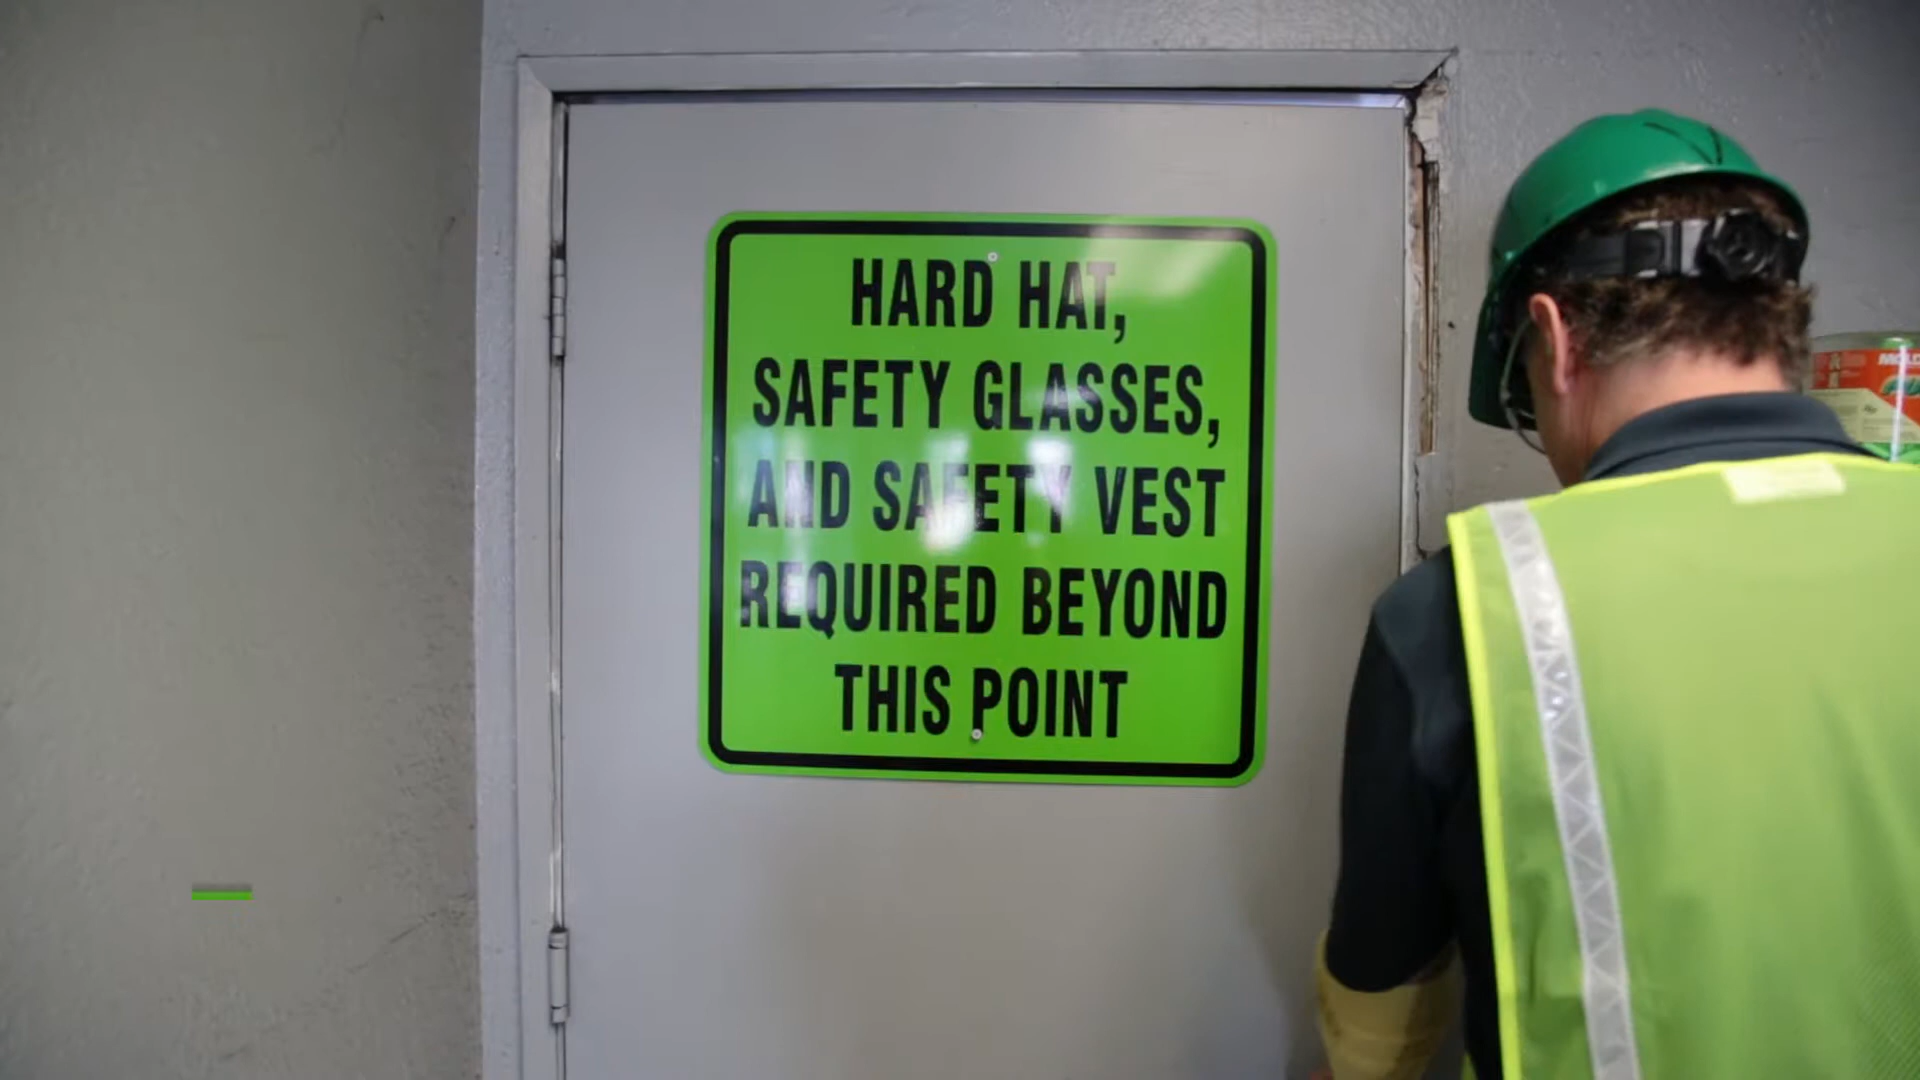 HARD HAT,
SAFETY GLASSES,
AND SAFETY VEST
REQUIRED BEYOND
THIS POINT